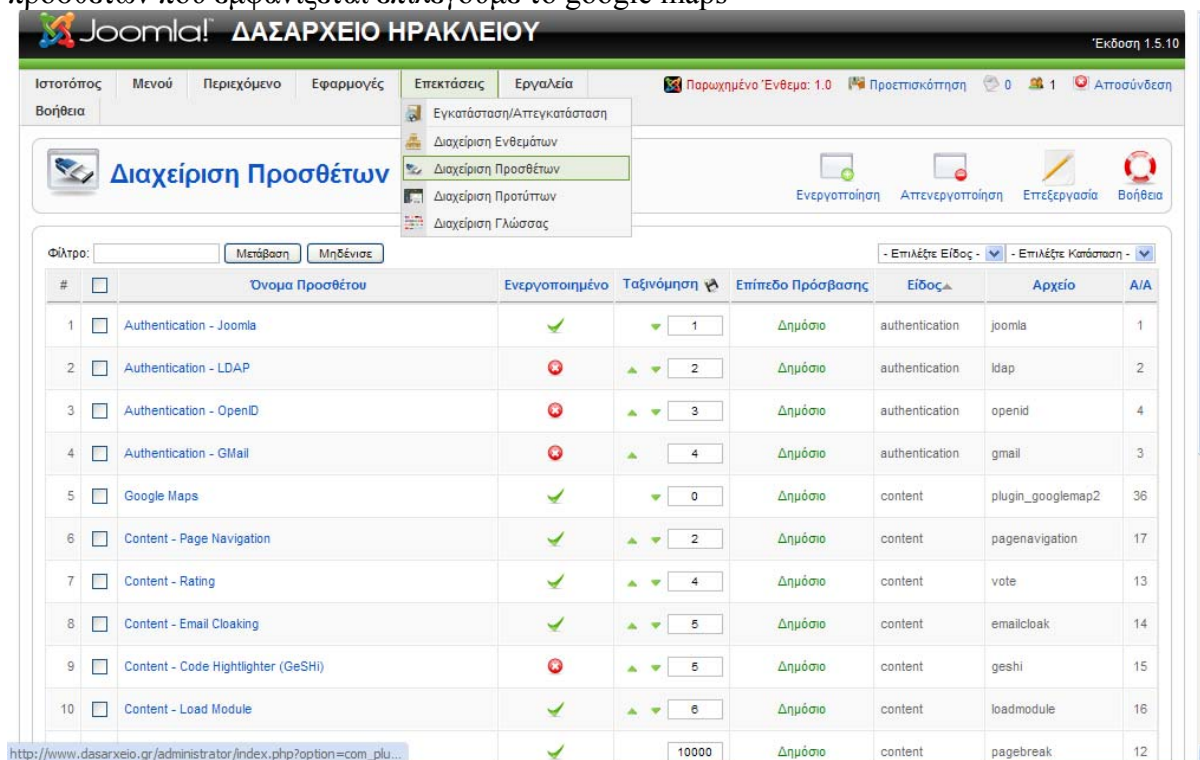 προσθέτων που εμφανίζεται επιλέγουμε το google maps
Joomla! ΔΑΣΑΡΧΕΙΟ ΗΡΑΚΛΕΙΟΥ
Έκδοση 1.5.10
Ιστοτόπος Μενού Περιεχόμενο Εφαρμογές Επεκτάσεις Εργαλεία Παρωχημένο Ένθεμα: 1.0 Προεπισκόπηση 0 1 Αποσύνδεση
Βοήθεια
Εγκατάσταση/Απεγκατάσταση
Διαχείριση Ενθεμάτων
Διαχείριση Προσθέτων
Διαχείριση Προτύπων
Διαχείριση Γλώσσας
Διαχείριση Προσθέτων
Ενεργοποίηση Απενεργοποίηση Επεξεργασία Βοήθεια
Φίλτρο: Μετάβαση Μηδένισε - Επιλέξτε Είδος - - Επιλέξτε Κατάσταση -
# Όνομα Προσθέτου Ενεργοποιημένο Ταξινόμηση Επίπεδο Πρόσβασης Είδος Αρχείο Α/Α
1 Authentication - Joomla 1 Δημόσιο authentication joomla 1
2 Authentication - LDAP 2 Δημόσιο authentication ldap 2
3 Authentication - OpenID 3 Δημόσιο authentication openid 4
4 Authentication - GMail 4 Δημόσιο authentication gmail 3
5 Google Maps 0 Δημόσιο content plugin_googlemap2 36
6 Content - Page Navigation 2 Δημόσιο content pagenavigation 17
7 Content - Rating 4 Δημόσιο content vote 13
8 Content - Email Cloaking 5 Δημόσιο content emailcloak 14
9 Content - Code Hightlighter (GeSHi) 5 Δημόσιο content geshi 15
10 Content - Load Module 6 Δημόσιο content loadmodule 16
10000 Δημόσιο content pagebreak 12
http://www.dasarxeio.gr/administrator/index.php?option=com_plu...